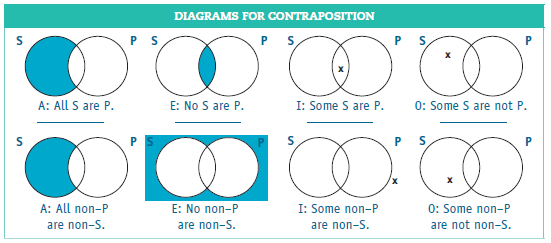 DIAGRAMS FOR CONTRAPOSITION
S P S P S P S P
x x
A: All S are P. E: No S are P. I: Some S are P. O: Some S are not P.
S P S P S P S P
x x
A: All non–P E: No non–P I: Some non–P O: Some non–P
are non–S. are non–S. are non–S. are not non–S.